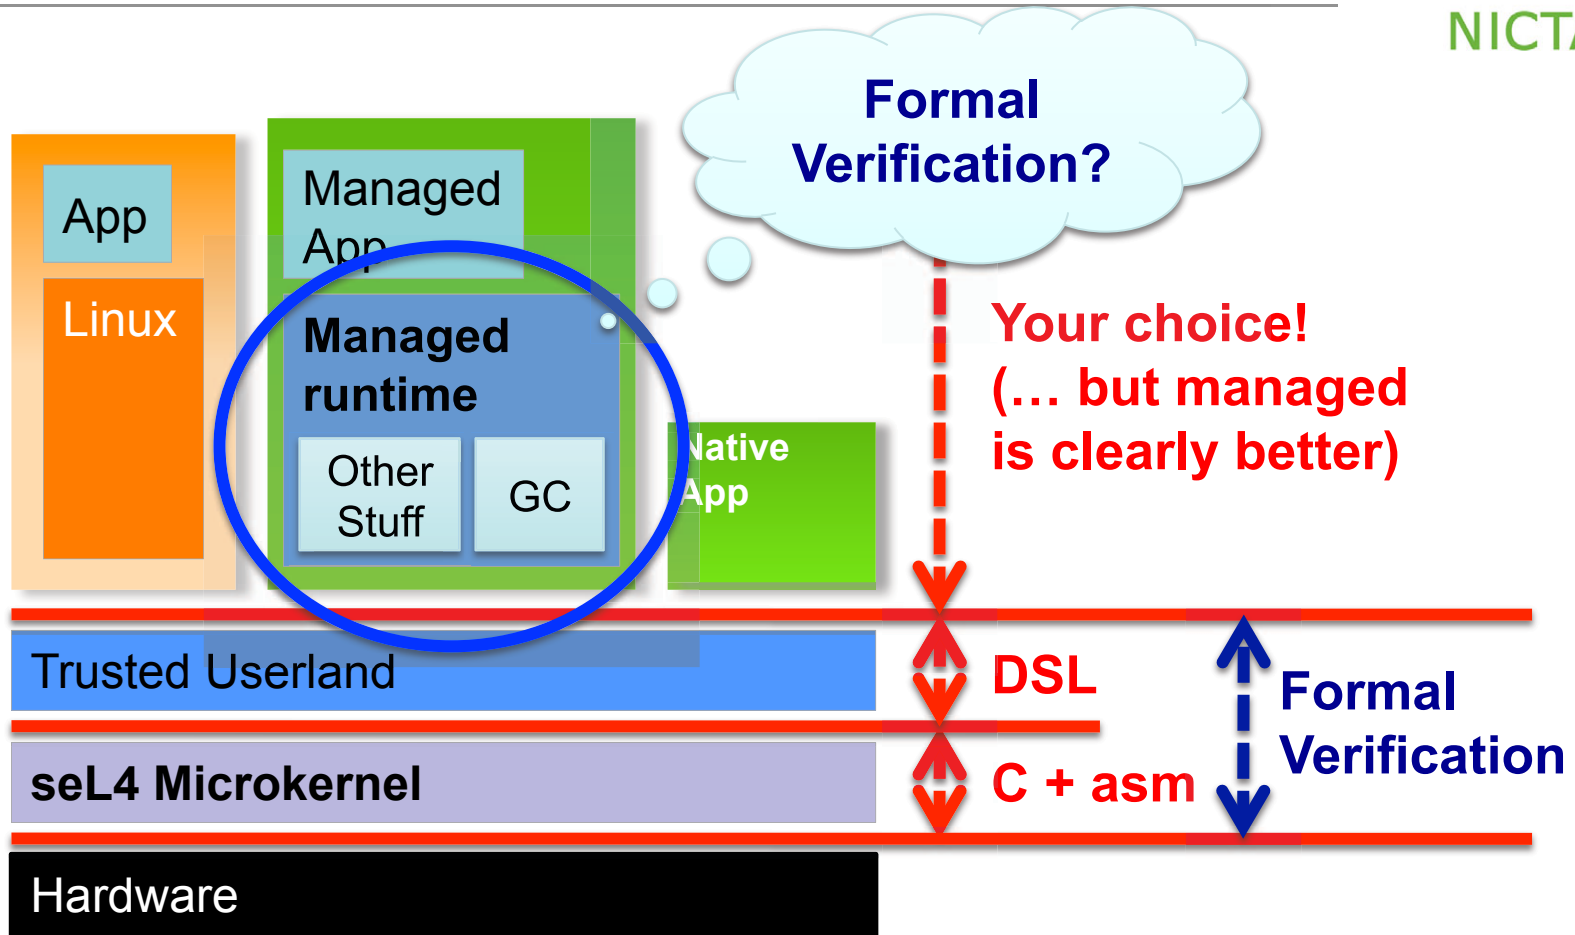 NICTA
Formal
Verification?
App
Linux
Managed
App
Managed
runtime
Other
Stuff
GC
Native
App
Your choice!
(… but managed
is clearly better)
Trusted Userland
DSL
Formal
Verification
seL4 Microkernel
C + asm
Hardware